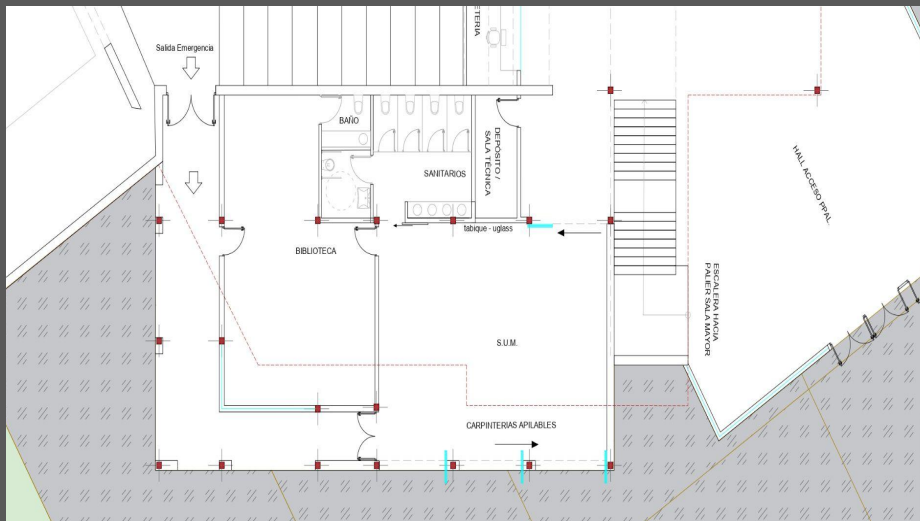 ETERIA
Salida Emergencia
BAÑO
DEPÓSITO /
SALA TÉCNICA
SANITARIOS
HALL ACCESO PPAL.
tabique - uglass
BIBLIOTECA
ESCALERA HACIA
PALIER SALA MAYOR
S.U.M.
CARPINTERIAS APILABLES